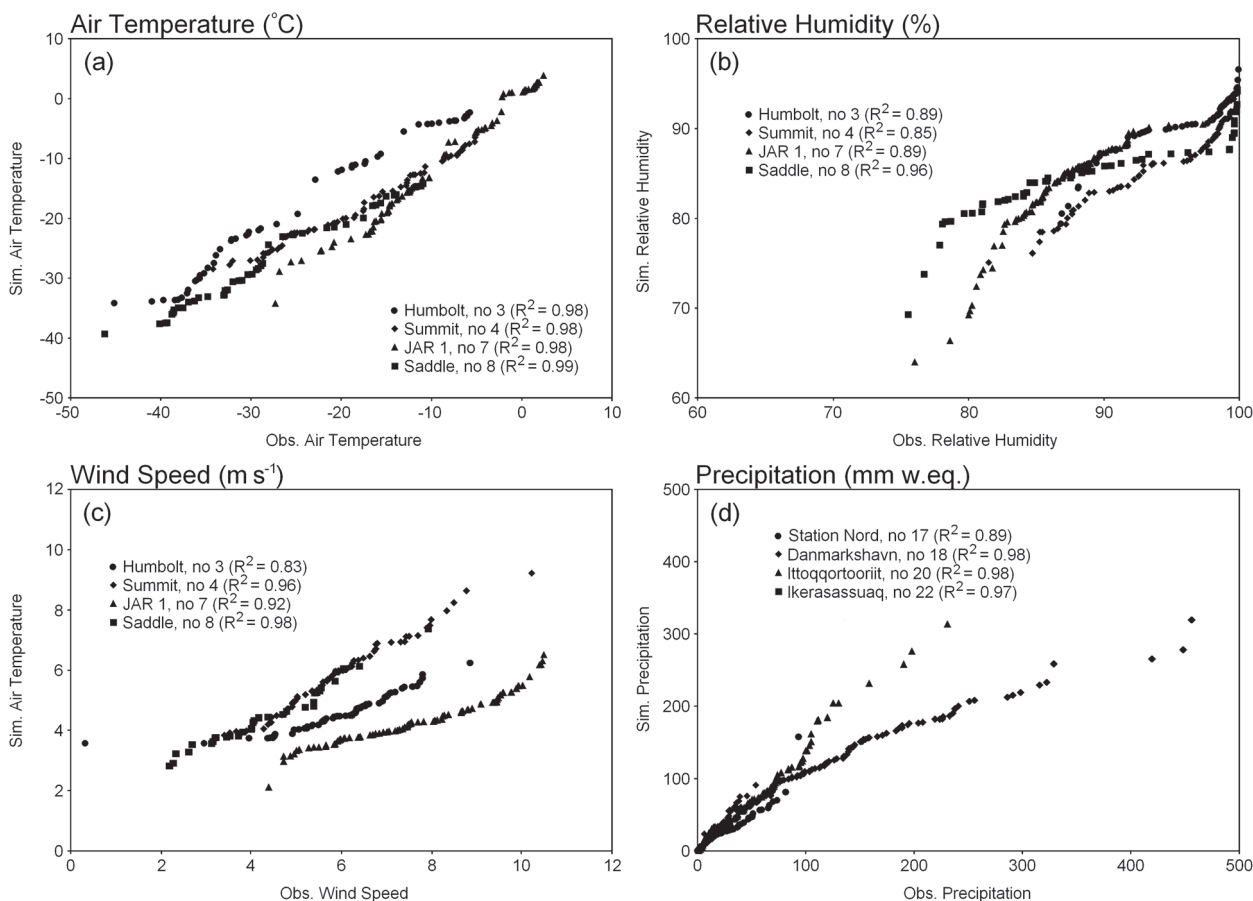 Air Temperature (°C)
(a)
10
0
-10
-20
-30
-40
-50
Sim. Air Temperature
Humbolt, no 3 (R2 = 0.98)
Summit, no 4 (R2 = 0.98)
JAR 1, no 7 (R2 = 0.98)
Saddle, no 8 (R2 = 0.99)
-50 -40 -30 -20 -10 0 10
Obs. Air Temperature
Relative Humidity (%)
(b)
100
90
80
70
60
Sim. Relative Humidity
Humbolt, no 3 (R2 = 0.89)
Summit, no 4 (R2 = 0.85)
JAR 1, no 7 (R2 = 0.89)
Saddle, no 8 (R2 = 0.96)
60 70 80 90 100
Obs. Relative Humidity
Wind Speed (m s-1)
(c)
12
10
8
6
4
2
0
Sim. Air Temperature
Humbolt, no 3 (R2 = 0.83)
Summit, no 4 (R2 = 0.96)
JAR 1, no 7 (R2 = 0.92)
Saddle, no 8 (R2 = 0.98)
0 2 4 6 8 10 12
Obs. Wind Speed
Precipitation (mm w.eq.)
(d)
500
400
300
200
100
0
Sim. Precipitation
Station Nord, no 17 (R2 = 0.89)
Danmarkshavn, no 18 (R2 = 0.98)
Ittoqqortooriit, no 20 (R2 = 0.98)
Ikerasassuaq, no 22 (R2 = 0.97)
0 100 200 300 400 500
Obs. Precipitation